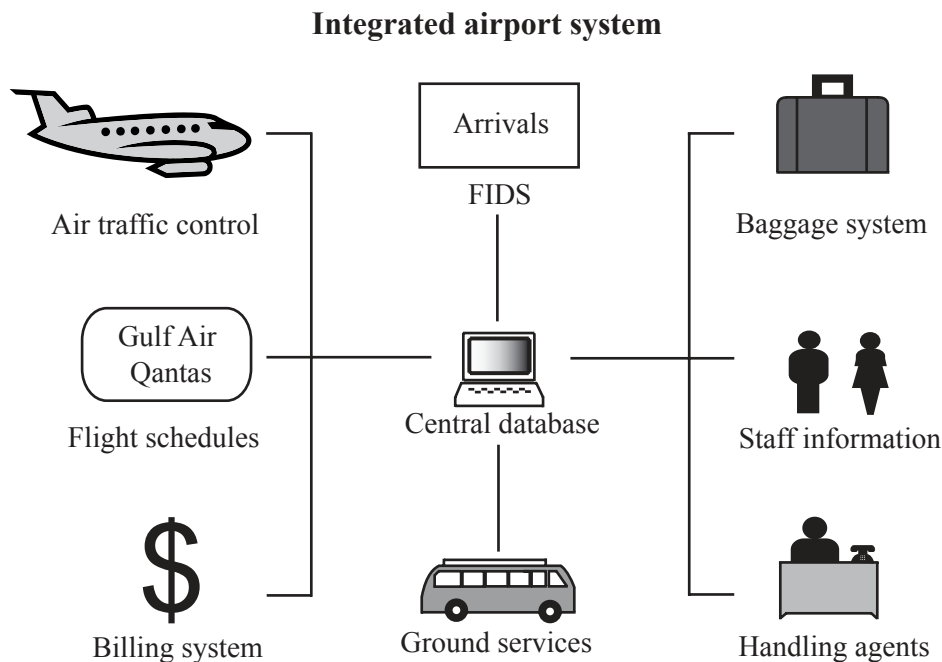 Integrated airport system
Arrivals
FIDS
Air traffic control
Baggage system
Gulf Air
Qantas
Flight schedules
Central database
Staff information
$
Billing system
Ground services
Handling agents